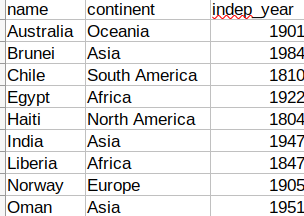 name continent indep_year
Australia Oceania 1901
Brunei Asia 1984
Chile South America 1810
Egypt Africa 1922
Haiti North America 1804
India Asia 1947
Liberia Africa 1847
Norway Europe 1905
Oman Asia 1951